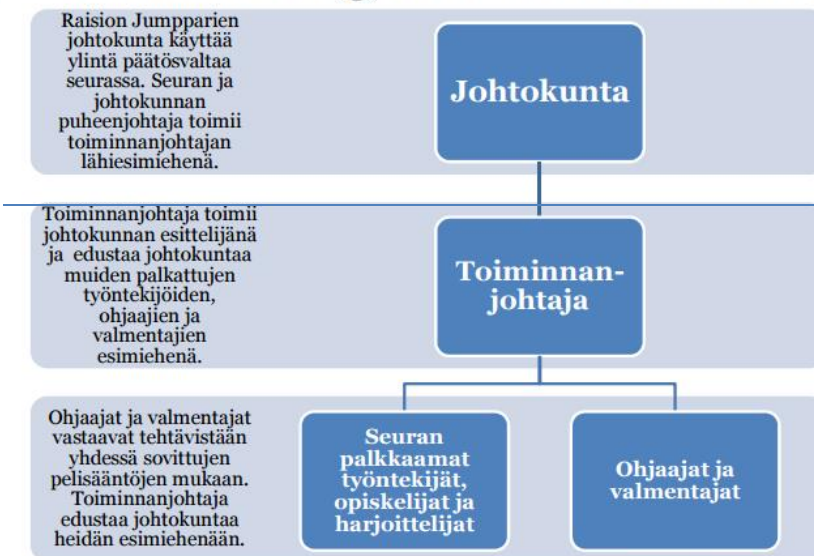 Raision Jumpparien
johtokunta käyttää
ylintä päätösvaltaa
seurassa. Seuran ja
johtokunnan
puheenjohtaja toimii
toiminnanjohtajan
lähiesimiehenä.
Johtokunta
Toiminnanjohtaja toimii
johtokunnan esittelijänä
ja edustaa johtokuntaa
muiden palkattujen
työntekijöiden,
ohjaajien ja
valmentajien
esimiehenä.
Toiminnan-
johtaja
Ohjaajat ja valmentajat
vastaavat tehtävistään
yhdessä sovittujen
pelisääntöjen mukaan.
Toiminnanjohtaja
edustaa johtokuntaa
heidän esimiehenään.
Seuran
palkkaamat
työntekijät,
opiskelijat ja
harjoittelijat
Ohjaajat ja
valmentajat